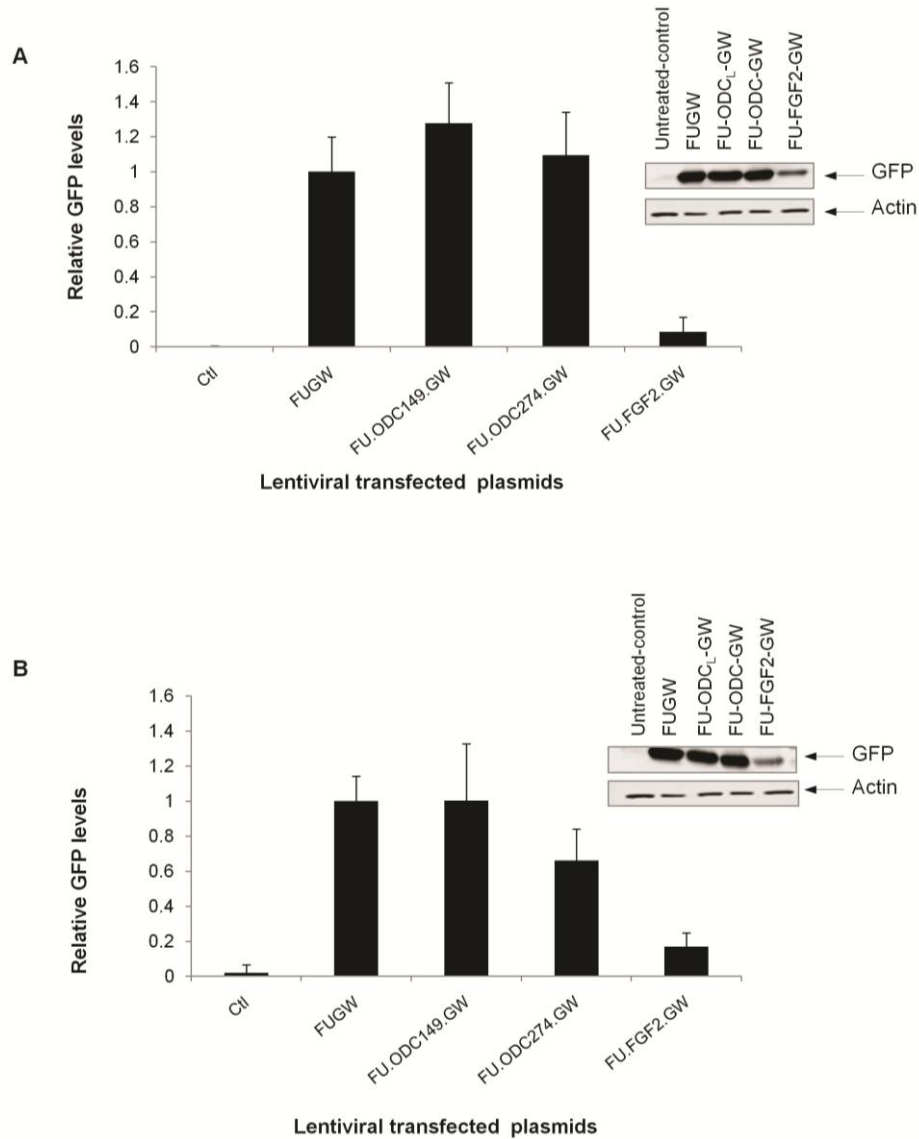 A
Relative GFP levels
1.6
1.4
1.2
1
0.8
0.6
0.4
0.2
0
Ctl
FUGW
FU.ODC149.GW
FU.ODC274.GW
FU.FGF2.GW
Lentiviral transfected plasmids
Untreated-control
FUGW
FU-ODCL-GW
FU-ODC-GW
FU-FGF2-GW
GFP
Actin
B
Relative GFP levels
1.6
1.4
1.2
1
0.8
0.6
0.4
0.2
0
Ctl
FUGW
FU.ODC149.GW
FU.ODC274.GW
FU.FGF2.GW
Lentiviral transfected plasmids
Untreated-control
FUGW
FU-ODCL-GW
FU-ODC-GW
FU-FGF2-GW
GFP
Actin